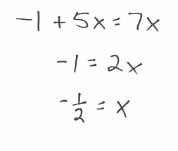 -1 + 5x = 7x
-1 = 2x
-1/2 = x